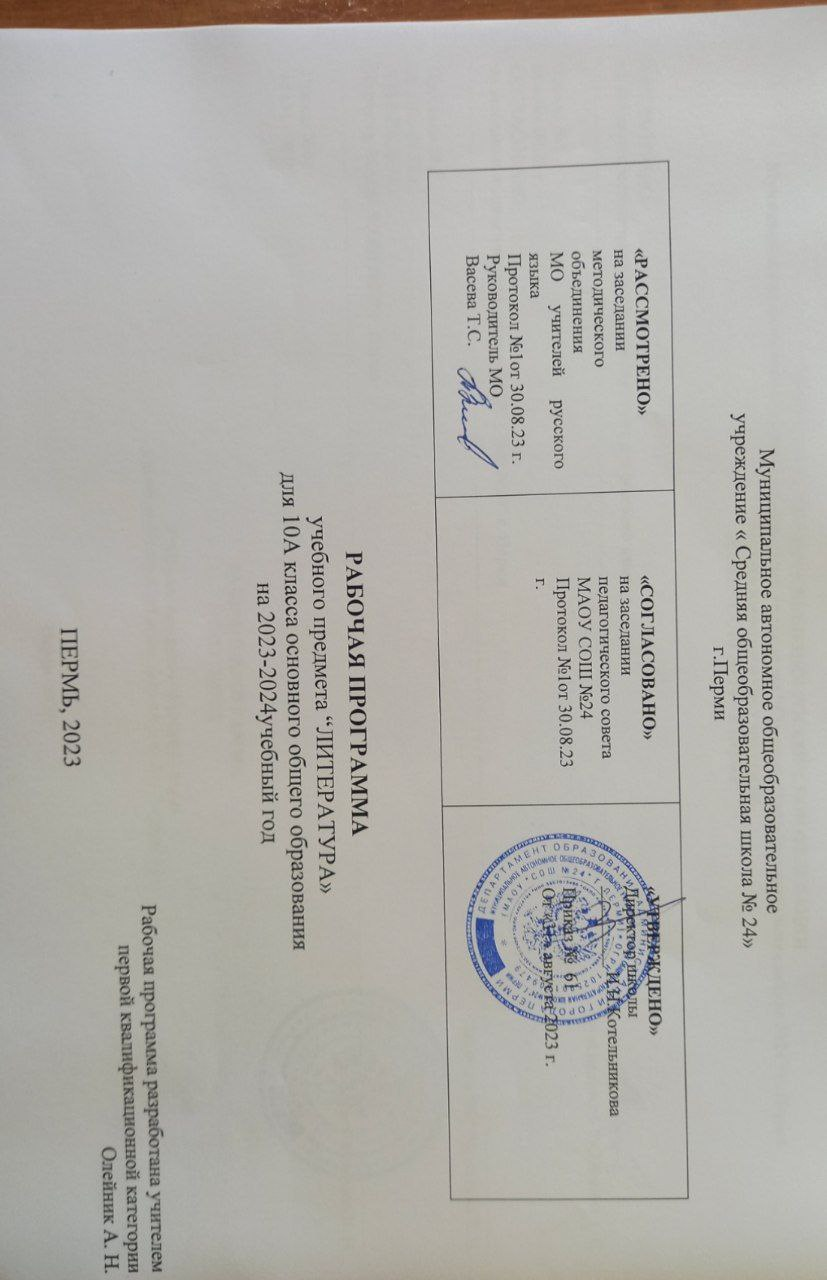 Муниципальное автономное общеобразовательное
учреждение « Средняя общеобразовательная школа № 24»
г.Перми
«РАССМОТРЕНО»
на заседании
методического
объединения
МО учителей русского
языка
Протокол №1от 30.08.23 г.
Руководитель МО
Васева Т.С.
«СОГЛАСОВАНО»
на заседании
педагогического совета
МАОУ СОШ №24
Протокол №1от 30.08.23
г.
«УТВЕРЖДЕНО»
Директор школы
И.Н.Котельникова
Приказ № 61
августа 2023 г.
РАБОЧАЯ ПРОГРАММА
учебного предмета “ЛИТЕРАТУРА»
для 10А класса основного общего образования
на 2023-2024учебный год
Рабочая программа разработана учителем
первой квалификационной категории
Олейник А. Н.
ПЕРМЬ, 2023